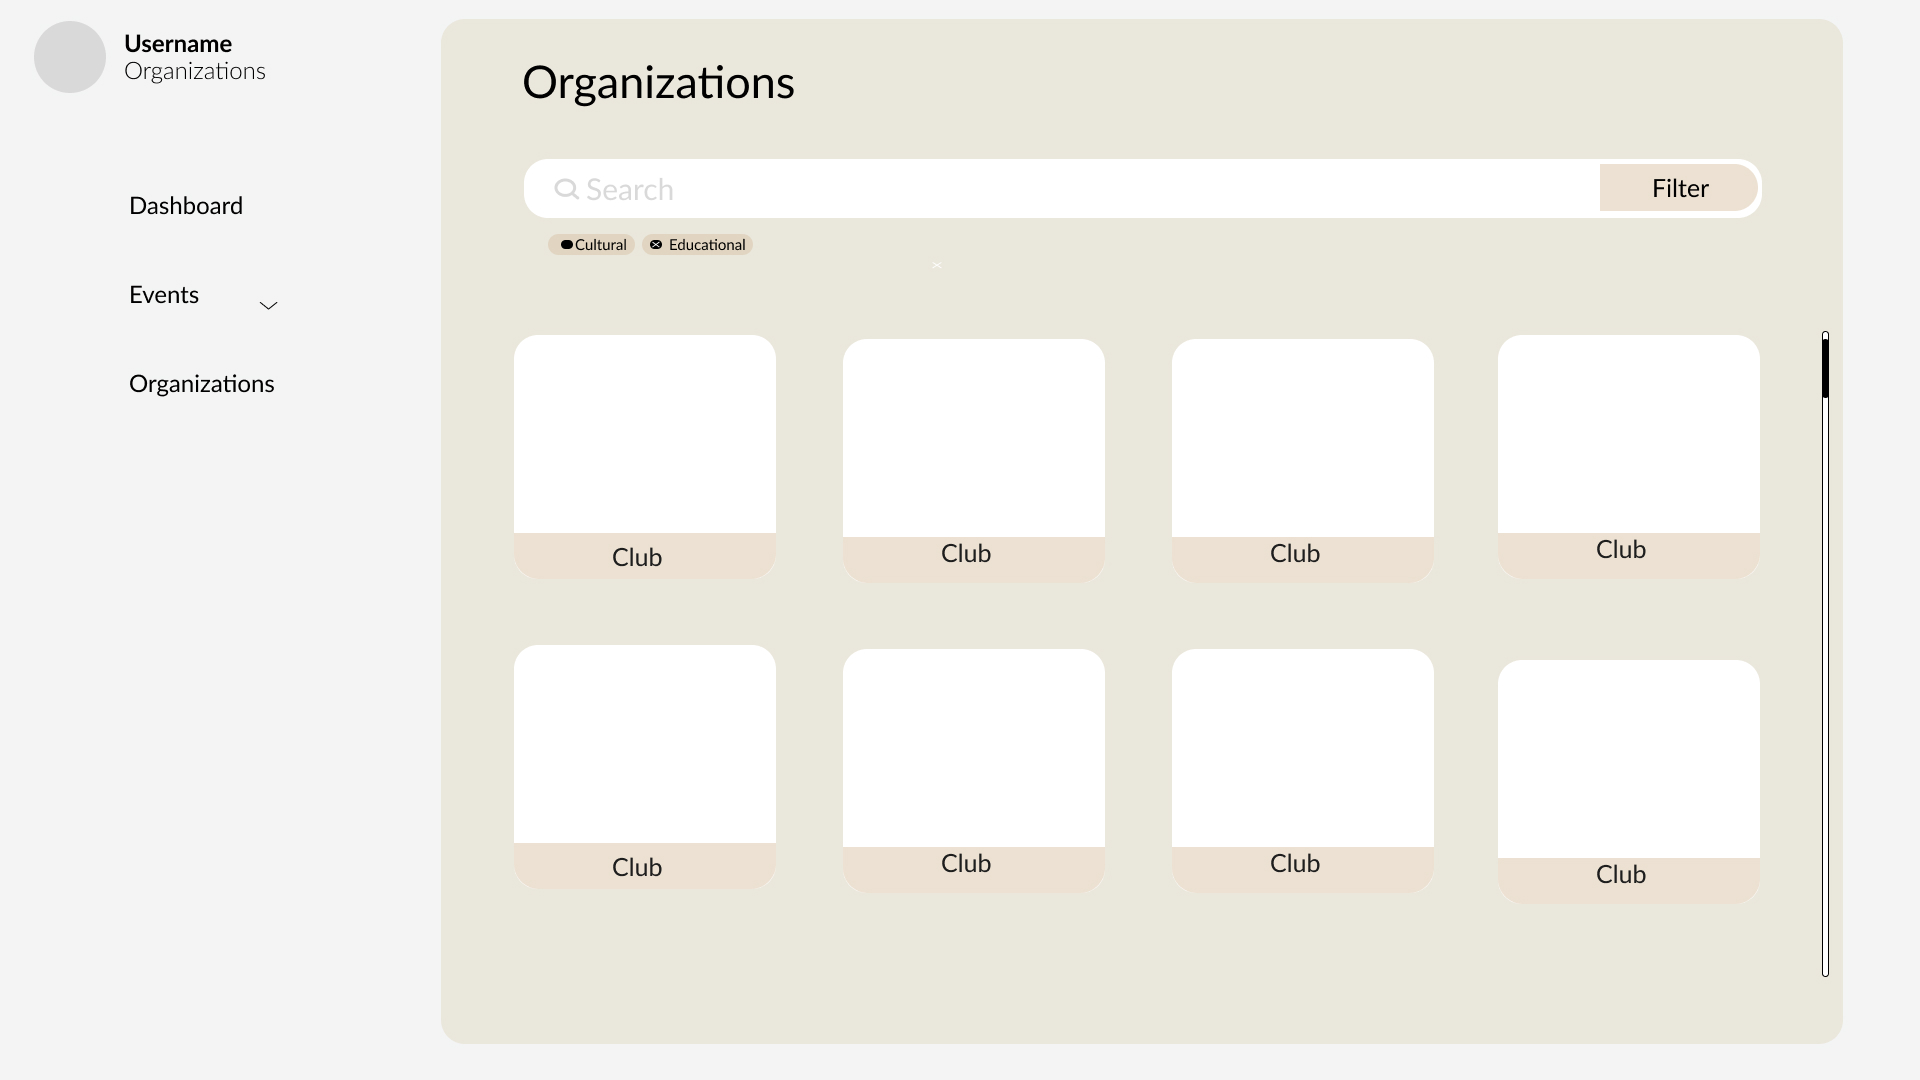 Username
Organizations
Dashboard
Events
Organizations
Organizations
Search
Filter
Cultural
Educational
Club
Club
Club
Club
Club
Club
Club
Club